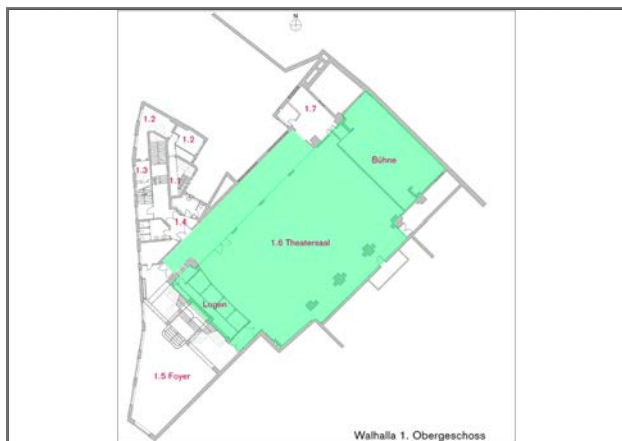 N
1.7
1.2
1.2
Bühne
1.3
1.1
1.4
1.6 Theatersaal
Logen
1.5 Foyer
Walhalla 1. Obergeschoss